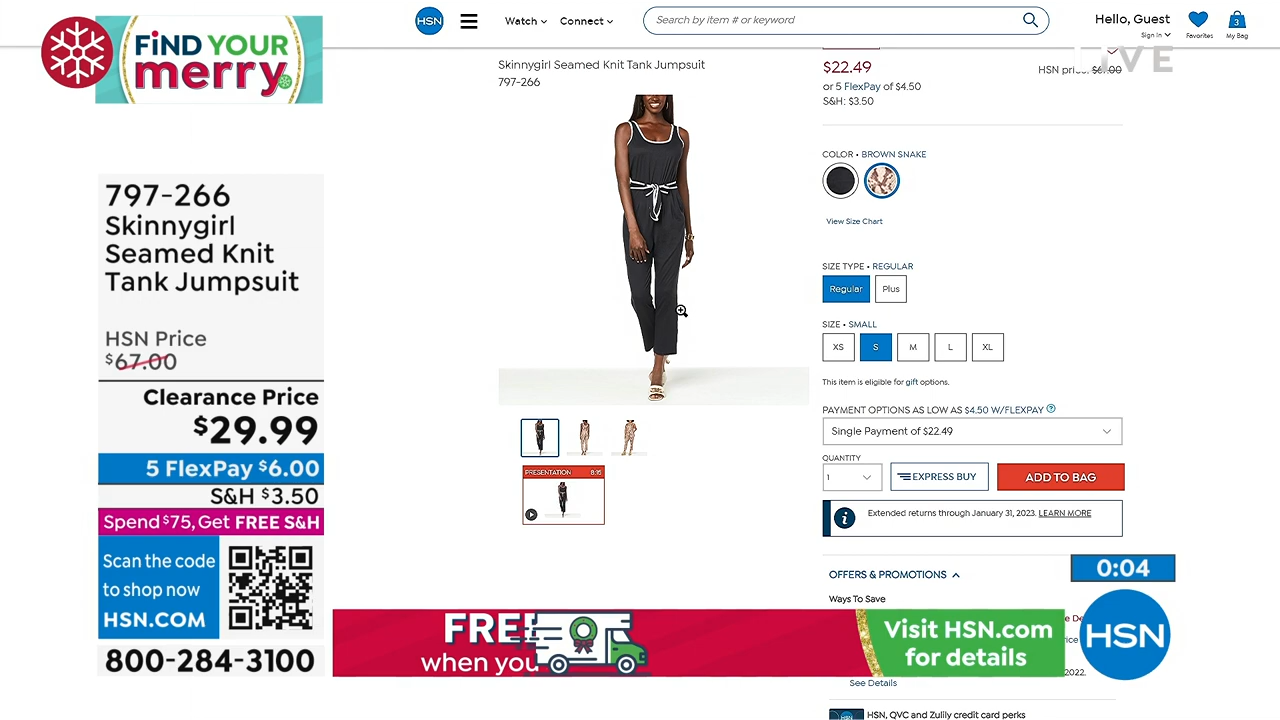 FiND YOUR
merry
HSN
Watch
Connect
Search by item # or keyword
Hello, Guest
Sign In
Favorites
3
My Bag
LIVE
Skinnygirl Seamed Knit Tank Jumpsuit
797-266
$22.49
HSN price: $67.00
or 5 FlexPay of $4.50
S&H: $3.50
COLOR • BROWN SNAKE
View Size Chart
SIZE TYPE • REGULAR
Regular
Plus
SIZE • SMALL
XS
S
M
L
XL
This item is eligible for gift options.
PAYMENT OPTIONS AS LOW AS $4.50 W/FLEXPAY
Single Payment of $22.49
QUANTITY
1
EXPRESS BUY
ADD TO BAG
Extended returns through January 31, 2023. LEARN MORE
OFFERS & PROMOTIONS
Ways To Save
2022.
See Details
HSN, QVC and Zulily credit card perks
PRESENTATION
797-266
Skinnygirl
Seamed Knit
Tank Jumpsuit
HSN Price
$67.00
Clearance Price
$29.99
5 FlexPay $6.00
S&H $3.50
Spend $75, Get FREE S&H
Scan the code
to shop now
HSN.COM
800-284-3100
FREE
when you
Visit HSN.com
for details
0:04
HSN